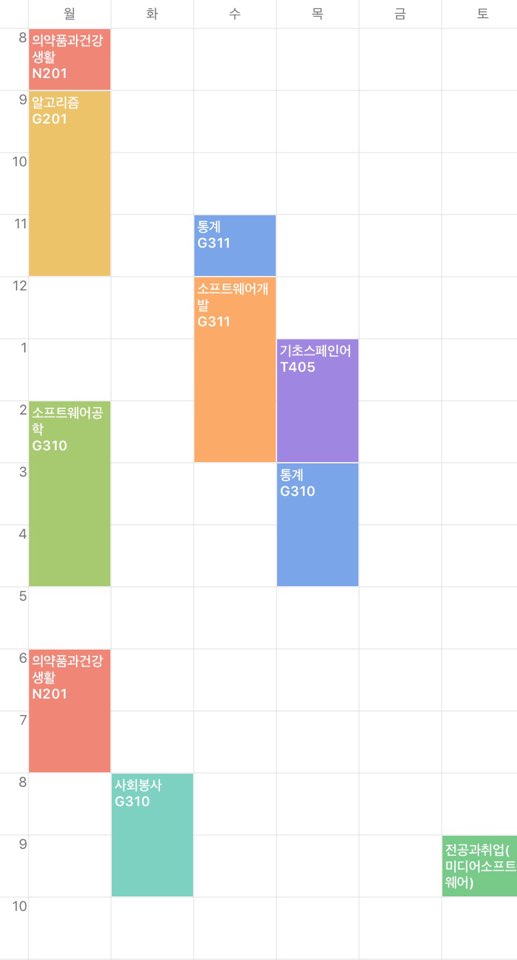 월 화 수 목 금 토
8
의약품과건강
생활
N201
9
알고리즘
G201
10
11
통계
G311
12
소프트웨어개
발
G311
1
기초스페인어
T405
2
소프트웨어공
학
G310
3
통계
G310
4
5
6
의약품과건강
생활
N201
7
8
사회봉사
G310
9
전공과취업(
미디어소프트
웨어)
10